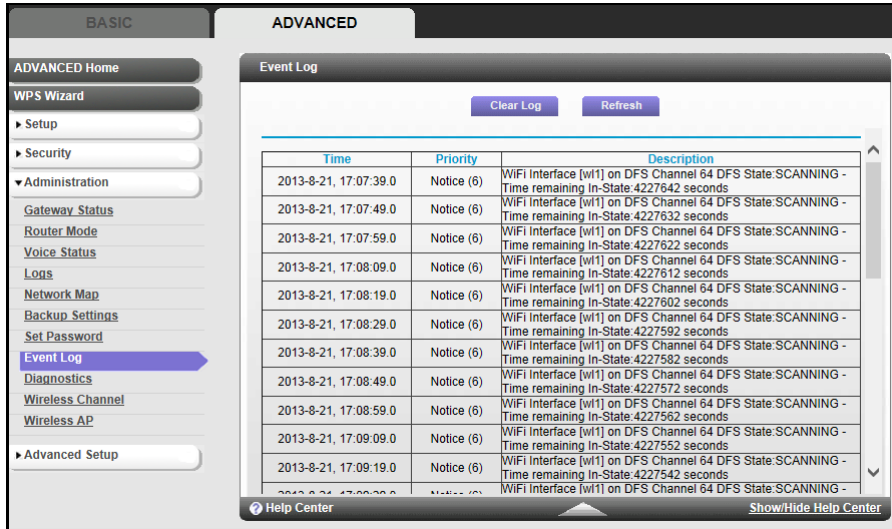 BASIC
ADVANCED
ADVANCED Home
WPS Wizard
Setup
Security
Administration
Gateway Status
Router Mode
Voice Status
Logs
Network Map
Backup Settings
Set Password
Event Log
Diagnostics
Wireless Channel
Wireless AP
Advanced Setup
Event Log
Clear Log
Refresh
Time Priority Description
2013-8-21, 17:07:39.0 Notice (6) WiFi Interface [wl1] on DFS Channel 64 DFS State:SCANNING -
Time remaining In-State:4227642 seconds
2013-8-21, 17:07:49.0 Notice (6) WiFi Interface [wl1] on DFS Channel 64 DFS State:SCANNING -
Time remaining In-State:4227632 seconds
2013-8-21, 17:07:59.0 Notice (6) WiFi Interface [wl1] on DFS Channel 64 DFS State:SCANNING -
Time remaining In-State:4227622 seconds
2013-8-21, 17:08:09.0 Notice (6) WiFi Interface [wl1] on DFS Channel 64 DFS State:SCANNING -
Time remaining In-State:4227612 seconds
2013-8-21, 17:08:19.0 Notice (6) WiFi Interface [wl1] on DFS Channel 64 DFS State:SCANNING -
Time remaining In-State:4227602 seconds
2013-8-21, 17:08:29.0 Notice (6) WiFi Interface [wl1] on DFS Channel 64 DFS State:SCANNING -
Time remaining In-State:4227592 seconds
2013-8-21, 17:08:39.0 Notice (6) WiFi Interface [wl1] on DFS Channel 64 DFS State:SCANNING -
Time remaining In-State:4227582 seconds
2013-8-21, 17:08:49.0 Notice (6) WiFi Interface [wl1] on DFS Channel 64 DFS State:SCANNING -
Time remaining In-State:4227572 seconds
2013-8-21, 17:08:59.0 Notice (6) WiFi Interface [wl1] on DFS Channel 64 DFS State:SCANNING -
Time remaining In-State:4227562 seconds
2013-8-21, 17:09:09.0 Notice (6) WiFi Interface [wl1] on DFS Channel 64 DFS State:SCANNING -
Time remaining In-State:4227552 seconds
2013-8-21, 17:09:19.0 Notice (6) WiFi Interface [wl1] on DFS Channel 64 DFS State:SCANNING -
Time remaining In-State:4227542 seconds
WiFi Interface [wl1] on DFS Channel 64 DFS State:SCANNING -
Help Center
Show/Hide Help Center